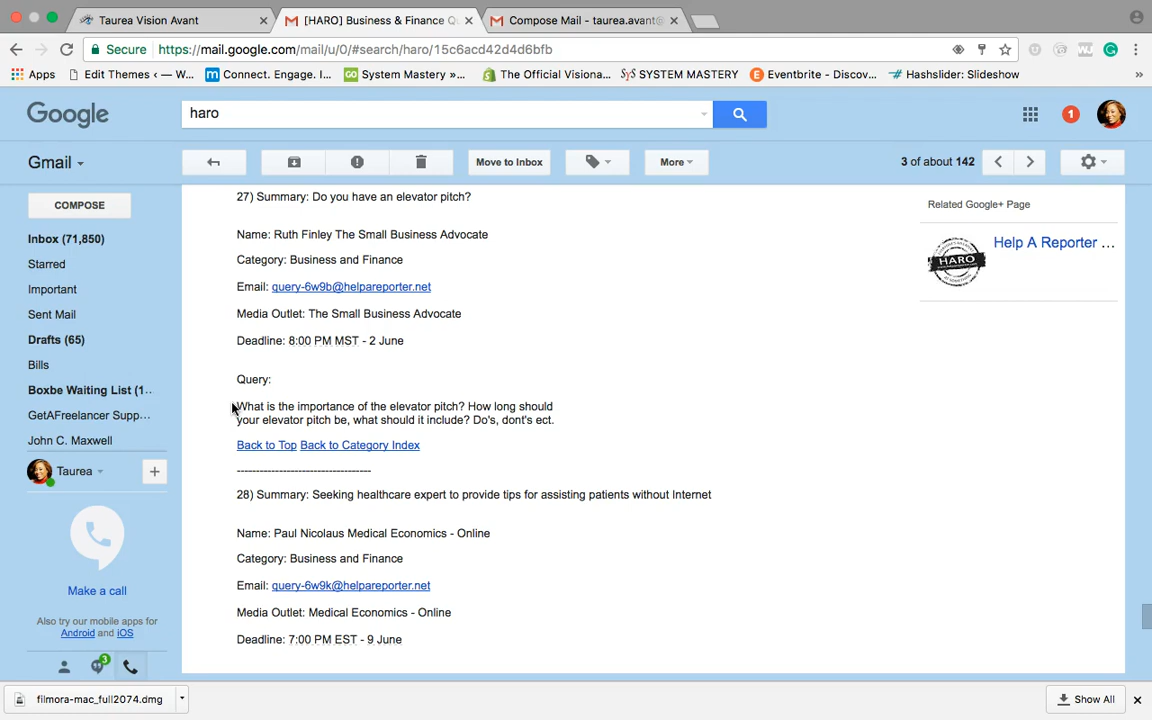 Taurea Vision Avant
[HARO] Business & Finance Q
Compose Mail - taurea.avant@
Secure https://mail.google.com/mail/u/0/#search/haro/15c6acd42d4d6bfb
Apps Edit Themes ‹ — W... Connect. Engage. I... System Mastery »... The Official Visiona... SYS SYSTEM MASTERY Eventbrite - Discov... Hashslider: Slideshow »
Google haro 1
Gmail Move to Inbox More 3 of about 142
COMPOSE
Inbox (71,850)
Starred
Important
Sent Mail
Drafts (65)
Bills
Boxbe Waiting List (1...
GetAFreelancer Supp...
John C. Maxwell
Taurea
3
Make a call
Also try our mobile apps for
Android and iOS
27) Summary: Do you have an elevator pitch?
Name: Ruth Finley The Small Business Advocate
Category: Business and Finance
Email: query-6w9b@helpareporter.net
Media Outlet: The Small Business Advocate
Deadline: 8:00 PM MST - 2 June
Query:
What is the importance of the elevator pitch? How long should
your elevator pitch be, what should it include? Do's, dont's ect.
Back to Top Back to Category Index
-----------------------------------
28) Summary: Seeking healthcare expert to provide tips for assisting patients without Internet
Name: Paul Nicolaus Medical Economics - Online
Category: Business and Finance
Email: query-6w9k@helpareporter.net
Media Outlet: Medical Economics - Online
Deadline: 7:00 PM EST - 9 June
Related Google+ Page
Help A Reporter ...
HARO
filmora-mac_full2074.dmg
Show All